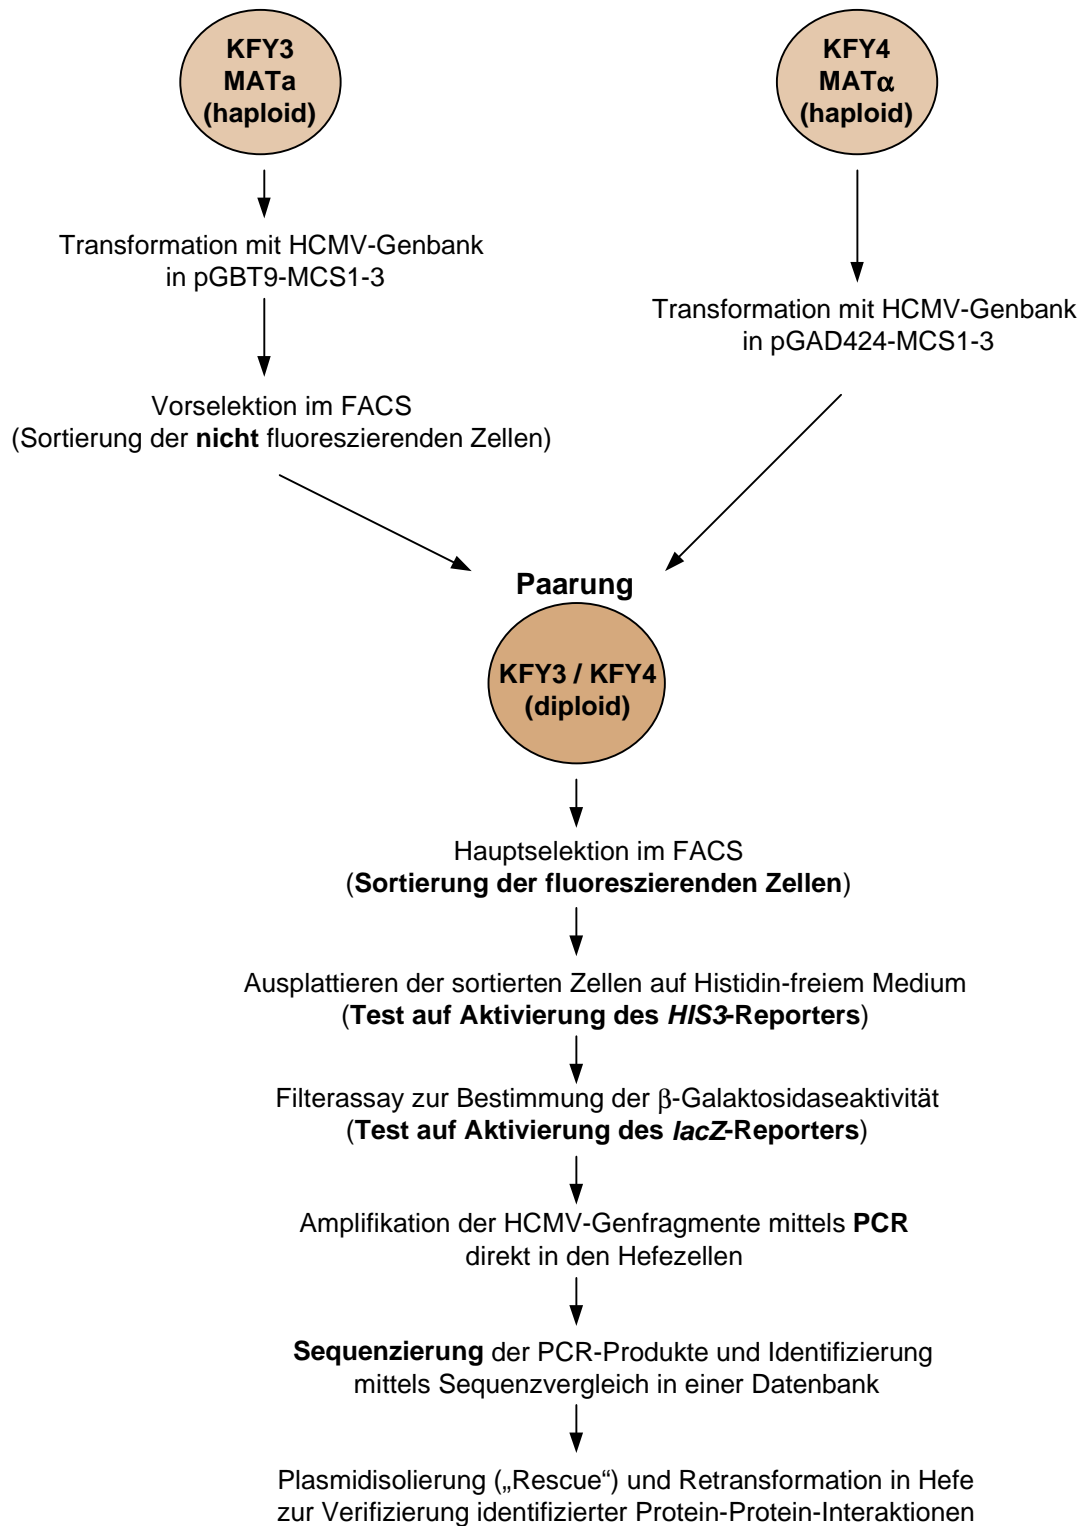 KFY3
MATa
(haploid)
KFY4
MATα
(haploid)
Transformation mit HCMV-Genbank
in pGBT9-MCS1-3
Transformation mit HCMV-Genbank
in pGAD424-MCS1-3
Vorselektion im FACS
(Sortierung der nicht fluoreszierenden Zellen)
Paarung
KFY3 / KFY4
(diploid)
Hauptselektion im FACS
(Sortierung der fluoreszierenden Zellen)
Ausplattieren der sortierten Zellen auf Histidin-freiem Medium
(Test auf Aktivierung des HIS3-Reporters)
Filterassay zur Bestimmung der β-Galaktosidaseaktivität
(Test auf Aktivierung des lacZ-Reporters)
Amplifikation der HCMV-Genfragmente mittels PCR
direkt in den Hefezellen
Sequenzierung der PCR-Produkte und Identifizierung
mittels Sequenzvergleich in einer Datenbank
Plasmidisolierung („Rescue“) und Retransformation in Hefe
zur Verifizierung identifizierter Protein-Protein-Interaktionen